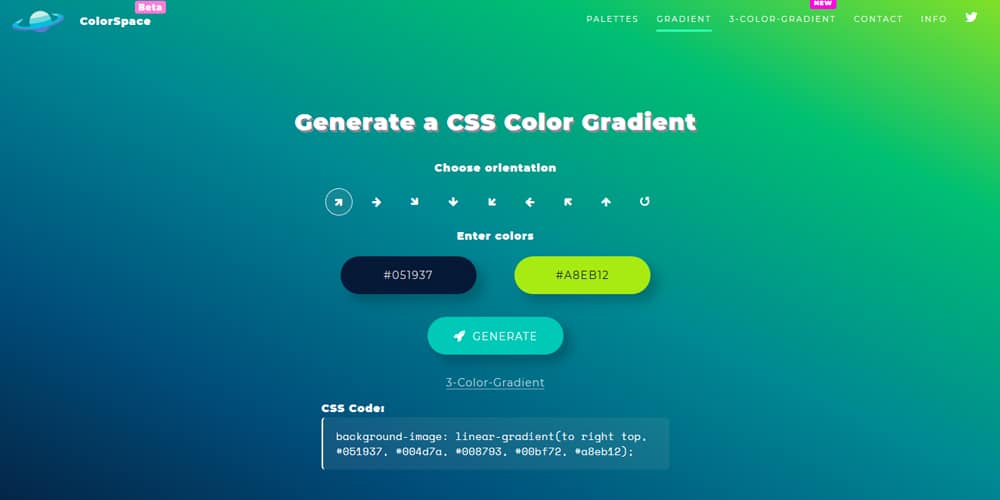 Beta
ColorSpace
NEW
PALETTES GRADIENT 3-COLOR-GRADIENT CONTACT INFO
Generate a CSS Color Gradient
Choose orientation
Enter colors
#051937 #A8EB12
GENERATE
3-Color-Gradient
CSS Code:
background-image: linear-gradient(to right top,
#051937, #004d7a, #008793, #00bf72, #a8eb12);